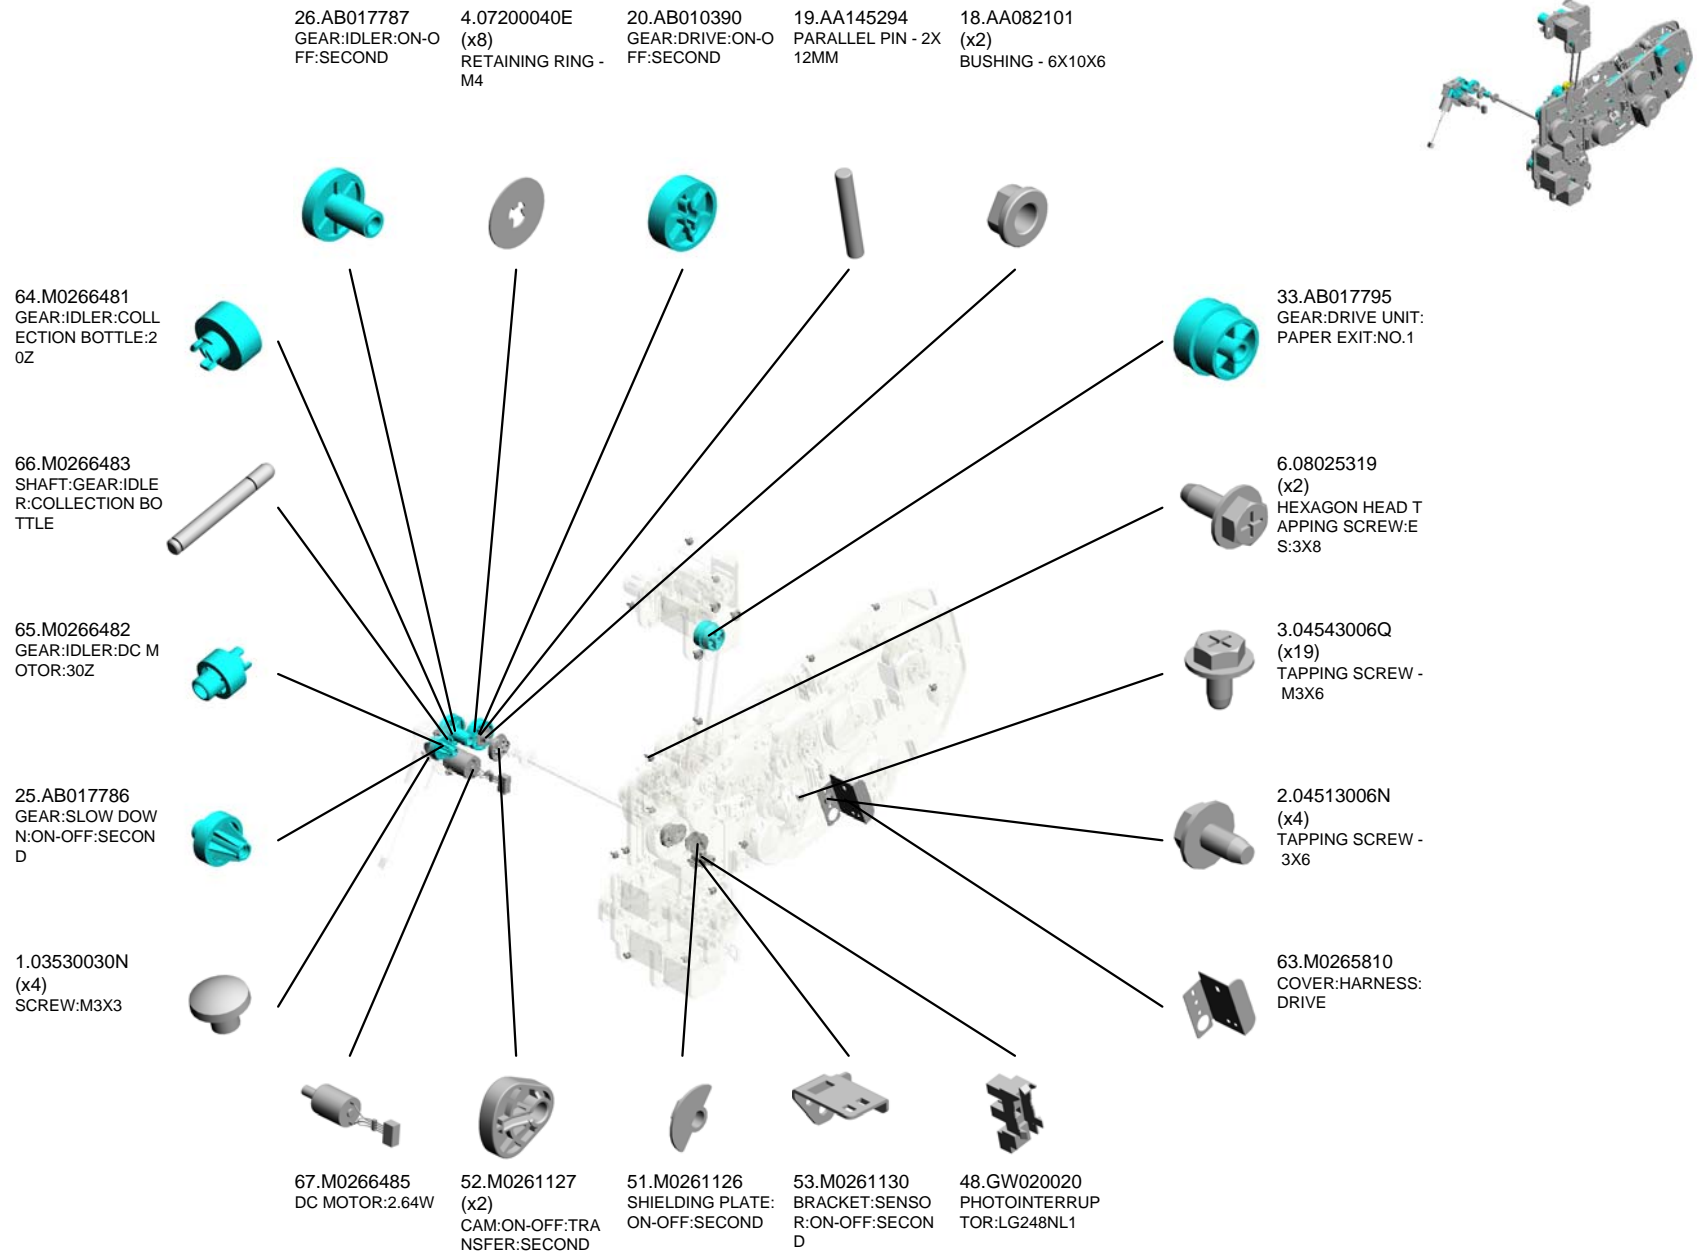 26.AB017787
GEAR:IDLER:ON-O
FF:SECOND
4.07200040E
(x8)
RETAINING RING -
M4
20.AB010390
GEAR:DRIVE:ON-O
FF:SECOND
19.AA145294
PARALLEL PIN - 2X
12MM
18.AA082101
(x2)
BUSHING - 6X10X6
64.M0266481
GEAR:IDLER:COLL
ECTION BOTTLE:2
0Z
33.AB017795
GEAR:DRIVE UNIT:
PAPER EXIT:NO.1
66.M0266483
SHAFT:GEAR:IDLE
R:COLLECTION BO
TTLE
6.08025319
(x2)
HEXAGON HEAD T
APPING SCREW:E
S:3X8
65.M0266482
GEAR:IDLER:DC M
OTOR:30Z
3.04543006Q
(x19)
TAPPING SCREW -
M3X6
25.AB017786
GEAR:SLOW DOW
N:ON-OFF:SECON
D
2.04513006N
(x4)
TAPPING SCREW -
3X6
1.03530030N
(x4)
SCREW:M3X3
63.M0265810
COVER:HARNESS:
DRIVE
67.M0266485
DC MOTOR:2.64W
52.M0261127
(x2)
CAM:ON-OFF:TRA
NSFER:SECOND
51.M0261126
SHIELDING PLATE:
ON-OFF:SECOND
53.M0261130
BRACKET:SENSO
R:ON-OFF:SECON
D
48.GW020020
PHOTOINTERRUP
TOR:LG248NL1